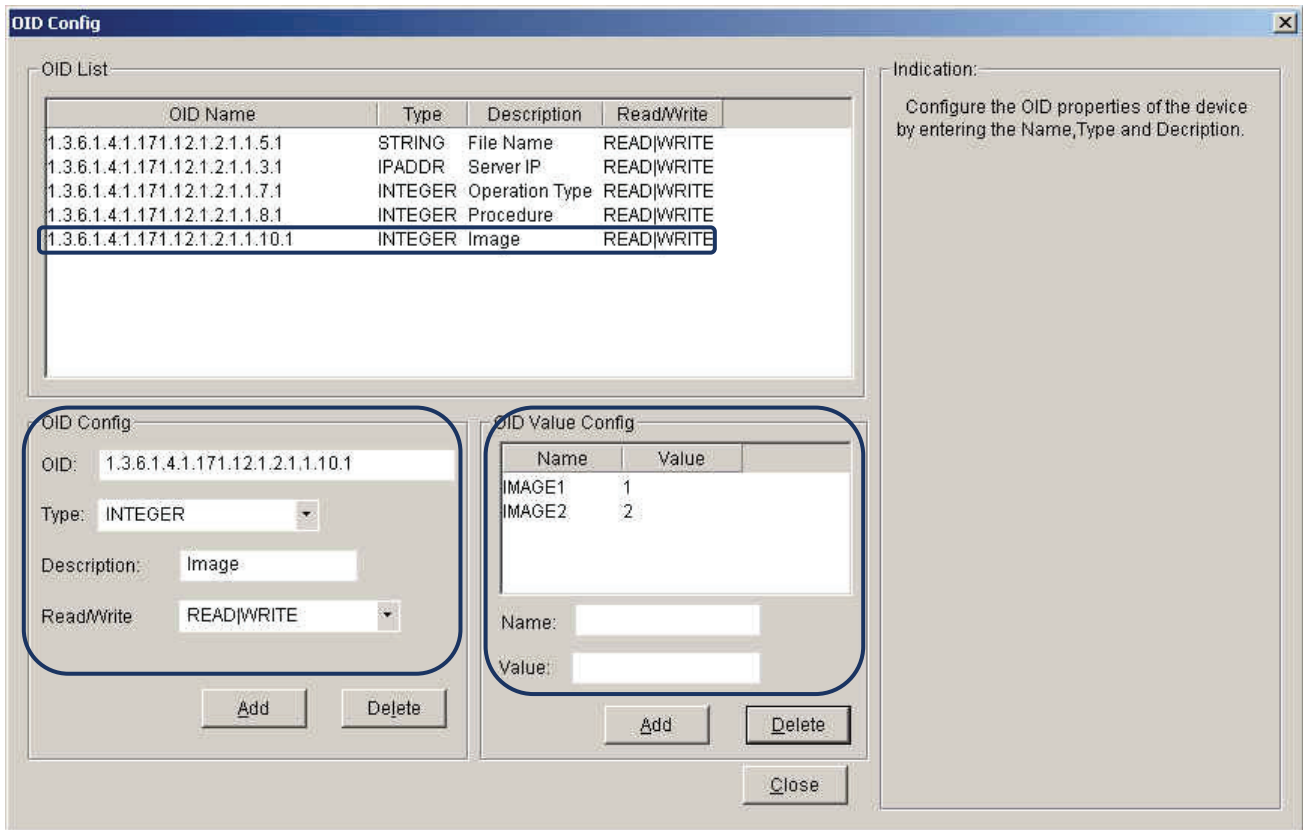 OID Config
OID List
OID Name Type Description Read/Write
1.3.6.1.4.1.171.12.1.2.1.1.5.1 STRING File Name READ|WRITE
1.3.6.1.4.1.171.12.1.2.1.1.3.1 IPADDR Server IP READ|WRITE
1.3.6.1.4.1.171.12.1.2.1.1.7.1 INTEGER Operation Type READ|WRITE
1.3.6.1.4.1.171.12.1.2.1.1.8.1 INTEGER Procedure READ|WRITE
1.3.6.1.4.1.171.12.1.2.1.1.10.1 INTEGER Image READ|WRITE
Indication:
Configure the OID properties of the device
by entering the Name,Type and Decription.
OID Config
OID: 1.3.6.1.4.1.171.12.1.2.1.1.10.1
Type: INTEGER
Description: Image
Read/Write READ|WRITE
Add Delete
OID Value Config
Name Value
IMAGE1 1
IMAGE2 2
Name:
Value:
Add Delete
Close